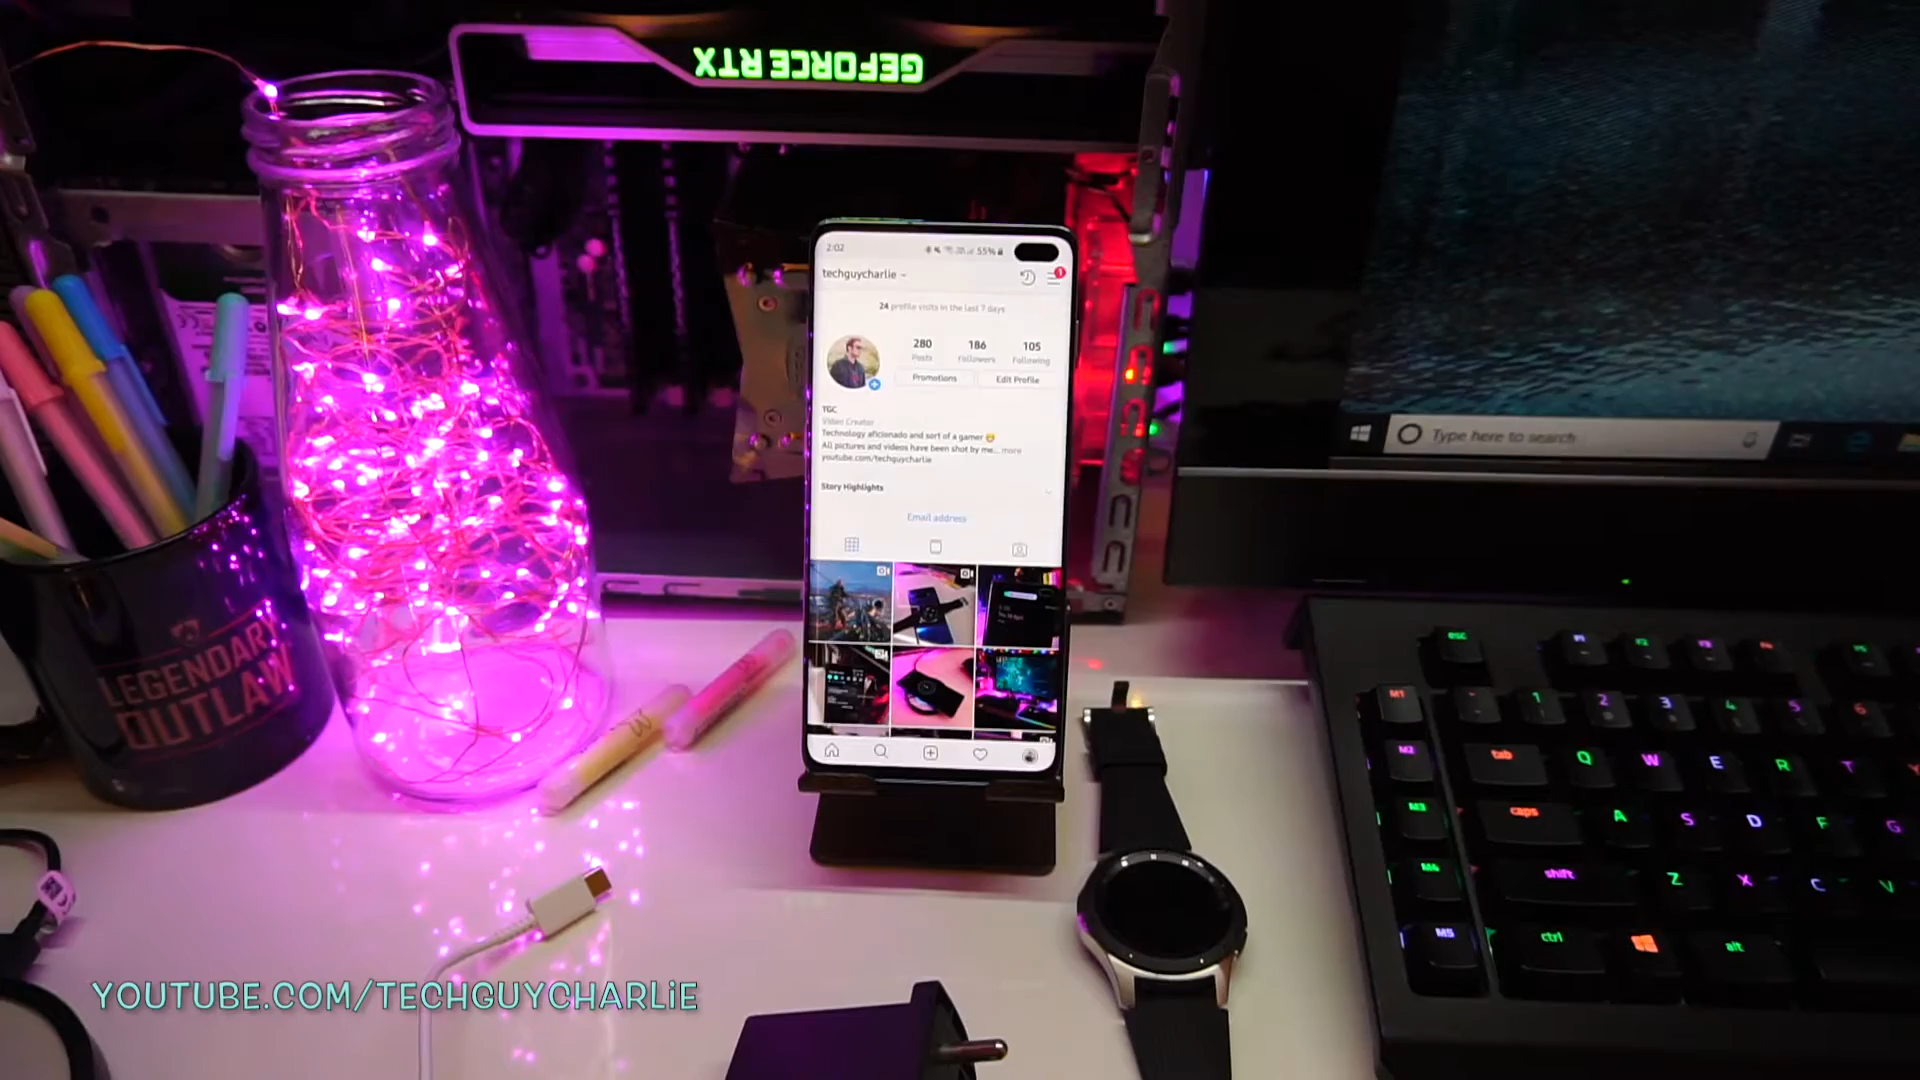 GEFORCE RTX
2:02
55%
techguycharlie
1
24 profile visits in the last 7 days
280
186
105
Posts
Followers
Following
Promotions
Edit Profile
YGC
Video Creator
Technology aficionado and sort of a gamer
All pictures and videos have been shot by me... more
youtube.com/techguycharlie
Story Highlights
Email address
Type here to search
LEGENDARY
OUTLAW
esc
M1
1
2
3
4
5
6
M2
tab
Q
W
E
R
T
M3
caps
A
S
D
F
G
M4
shift
Z
X
C
V
M5
ctrl
alt
YOUTUBE.COM/TECHGUYCHARLiE